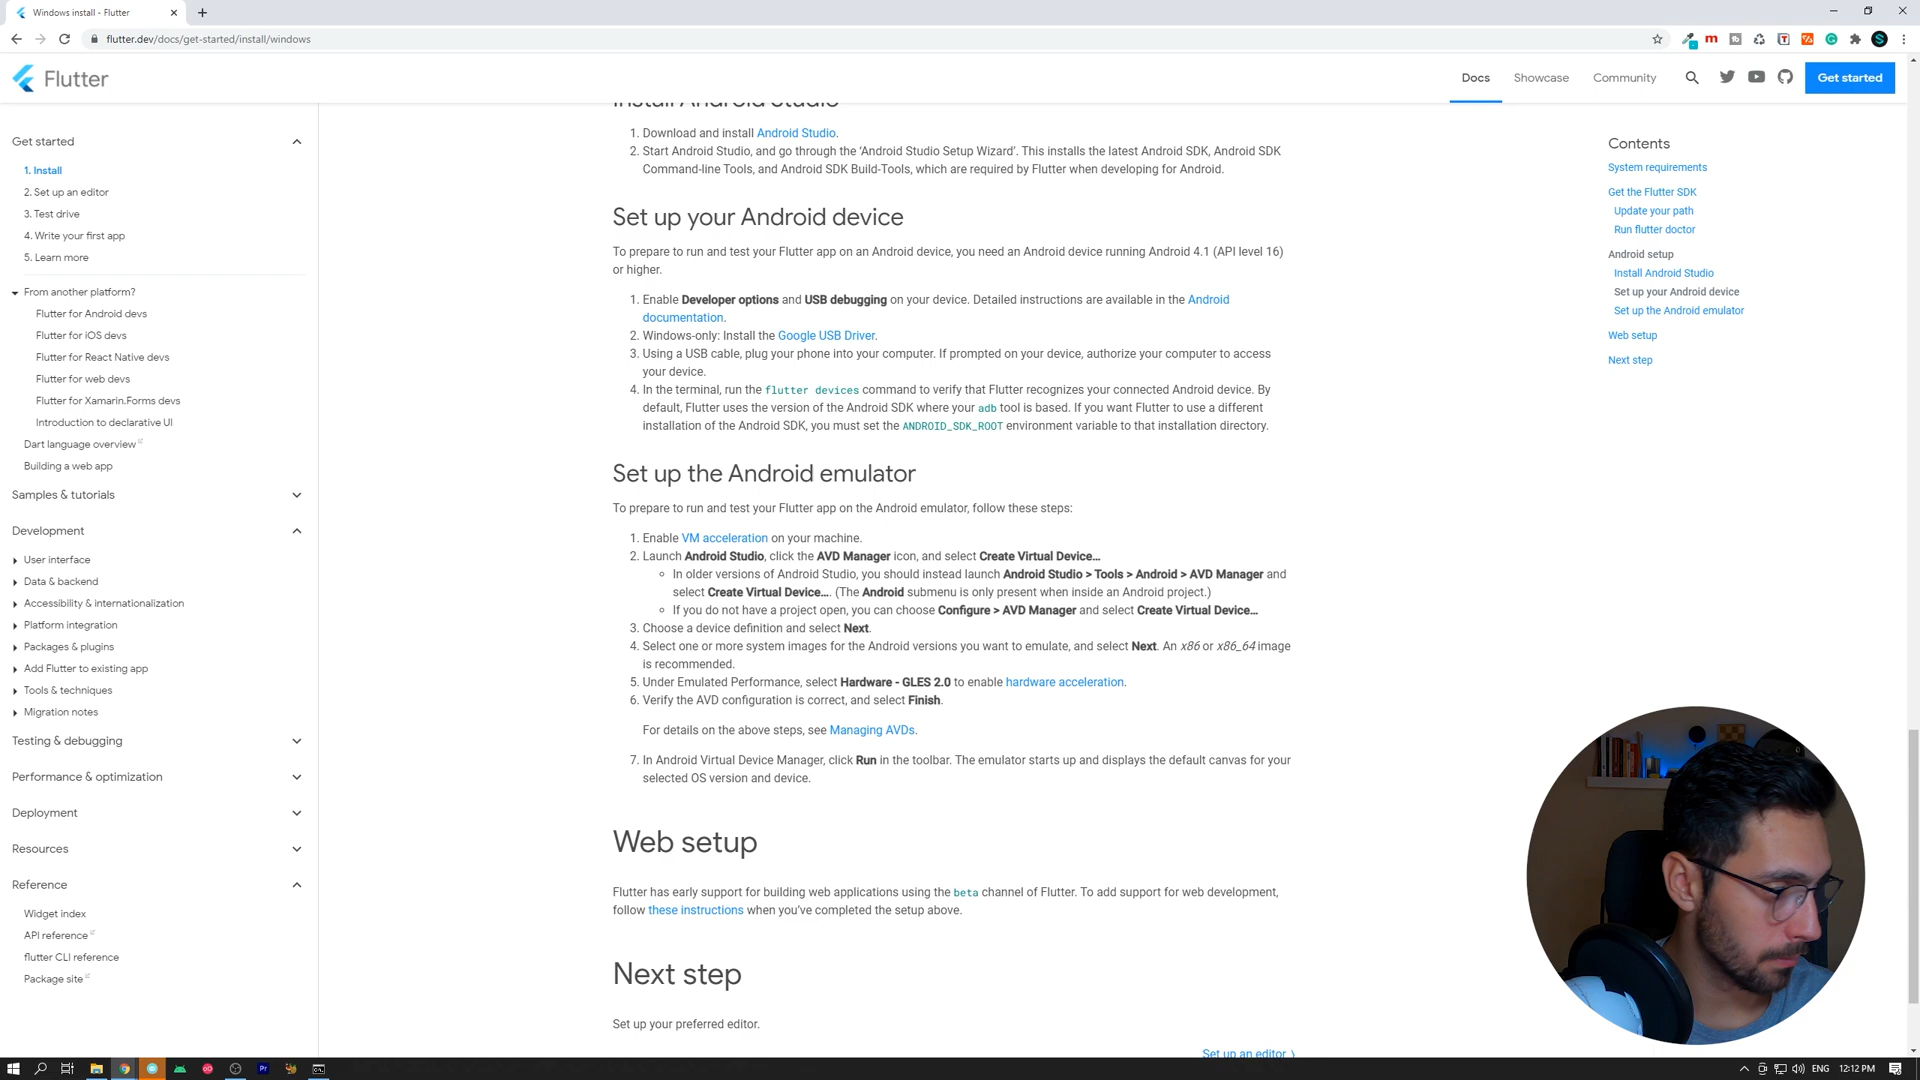 Windows install - Flutter
flutter.dev/docs/get-started/install/windows
Flutter
Docs
Showcase
Community
Get started
Get started
1. Install
2. Set up an editor
3. Test drive
4. Write your first app
5. Learn more
From another platform?
Flutter for Android devs
Flutter for iOS devs
Flutter for React Native devs
Flutter for web devs
Flutter for Xamarin.Forms devs
Introduction to declarative UI
Dart language overview
Building a web app
Samples & tutorials
Development
User interface
Data & backend
Accessibility & internationalization
Platform integration
Packages & plugins
Add Flutter to existing app
Tools & techniques
Migration notes
Testing & debugging
Performance & optimization
Deployment
Resources
Reference
Widget index
API reference
flutter CLI reference
Package site
Install Android Studio
1. Download and install Android Studio.
2. Start Android Studio, and go through the ‘Android Studio Setup Wizard’. This installs the latest Android SDK, Android SDK
Command-line Tools, and Android SDK Build-Tools, which are required by Flutter when developing for Android.
Set up your Android device
To prepare to run and test your Flutter app on an Android device, you need an Android device running Android 4.1 (API level 16)
or higher.
1. Enable Developer options and USB debugging on your device. Detailed instructions are available in the Android
documentation.
2. Windows-only: Install the Google USB Driver.
3. Using a USB cable, plug your phone into your computer. If prompted on your device, authorize your computer to access
your device.
4. In the terminal, run the flutter devices command to verify that Flutter recognizes your connected Android device. By
default, Flutter uses the version of the Android SDK where your adb tool is based. If you want Flutter to use a different
installation of the Android SDK, you must set the ANDROID_SDK_ROOT environment variable to that installation directory.
Set up the Android emulator
To prepare to run and test your Flutter app on the Android emulator, follow these steps:
1. Enable VM acceleration on your machine.
2. Launch Android Studio, click the AVD Manager icon, and select Create Virtual Device…
In older versions of Android Studio, you should instead launch Android Studio > Tools > Android > AVD Manager and
select Create Virtual Device…. (The Android submenu is only present when inside an Android project.)
If you do not have a project open, you can choose Configure > AVD Manager and select Create Virtual Device…
3. Choose a device definition and select Next.
4. Select one or more system images for the Android versions you want to emulate, and select Next. An x86 or x86_64 image
is recommended.
5. Under Emulated Performance, select Hardware - GLES 2.0 to enable hardware acceleration.
6. Verify the AVD configuration is correct, and select Finish.
For details on the above steps, see Managing AVDs.
7. In Android Virtual Device Manager, click Run in the toolbar. The emulator starts up and displays the default canvas for your
selected OS version and device.
Web setup
Flutter has early support for building web applications using the beta channel of Flutter. To add support for web development,
follow these instructions when you’ve completed the setup above.
Next step
Set up your preferred editor.
Set up an editor
Contents
System requirements
Get the Flutter SDK
Update your path
Run flutter doctor
Android setup
Install Android Studio
Set up your Android device
Set up the Android emulator
Web setup
Next step
ENG
12:12 PM